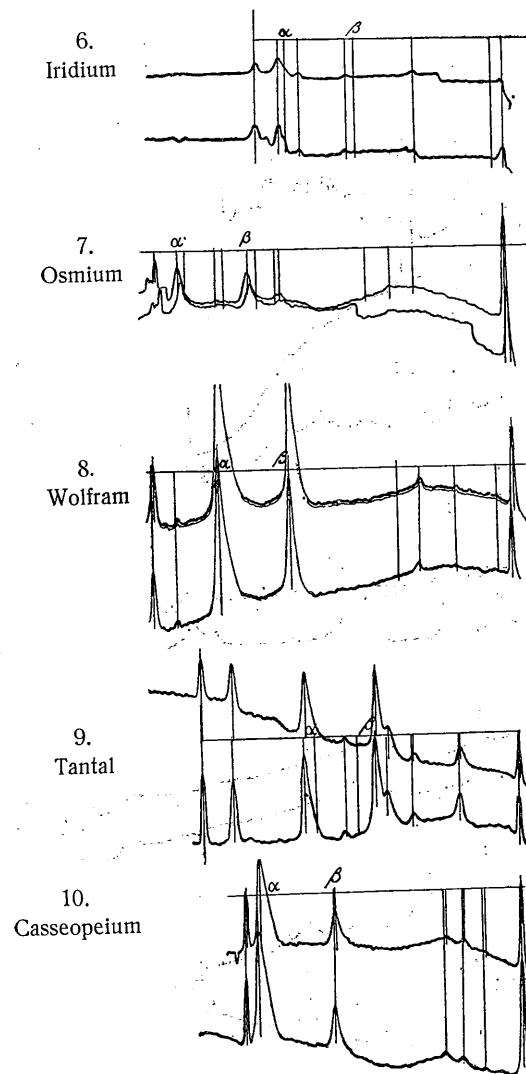 6.
Iridium
α β
7.
Osmium
α β
8.
Wolfram
α β
9.
Tantal
α β
10.
Casseopeium
α β